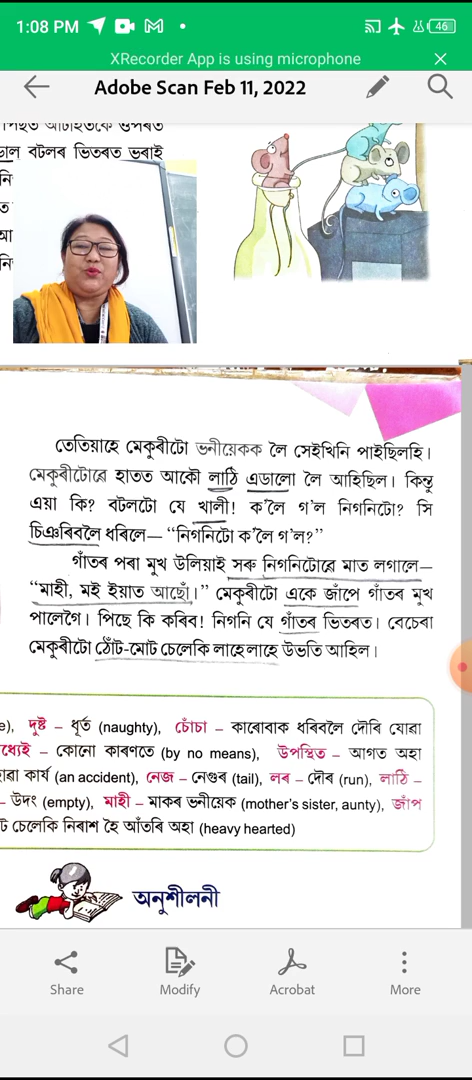 1:08 PM
46
XRecorder App is using microphone
Adobe Scan Feb 11, 2022
বটলৰ ভিতৰত ভৰাই
তেতিয়াহে মেকুৰীটো ভনীয়েকক লৈ সেইখিনি পাইছিলহি।
মেকুৰীটোৱে হাতত আকৌ লাঠি এডালো লৈ আহিছিল। কিন্তু
এয়া কি? বটলটো যে খালী! ক'লৈ গ'ল নিগনিটো? সি
চিঞৰিবলৈ ধৰিলে— “নিগনিটো ক'লৈ গ'ল?”
গাঁতৰ পৰা মুখ উলিয়াই সৰু নিগনিটোৱে মাত লগালে—
“মাহী, মই ইয়াত আছোঁ।” মেকুৰীটো একে জাঁপে গাঁতৰ মুখ
পালেগৈ। পিছে কি কৰিব! নিগনি যে গাঁতৰ ভিতৰত। বেচেৰা
মেকুৰীটো ঠোঁট-মোট চেলেকি লাহে লাহে উভতি আহিল।
e), দুষ্ট – ধূৰ্ত (naughty), চোঁচা – কাৰোবাক ধৰিবলৈ দৌৰি যোৱা
ধ্যেই – কোনো কাৰণতে (by no means), উপস্থিত – আগত অহা
ৱা কাৰ্য (an accident), নেজ – নেগুৰ (tail), লৰ – দৌৰ (run), লাঠি –
– উদং (empty), মাহী – মাকৰ ভনীয়েক (mother's sister, aunty), জাঁপ
ট চেলেকি নিৰাশ হৈ আঁতৰি অহা (heavy hearted)
অনুশীলনী
Share
Modify
Acrobat
More